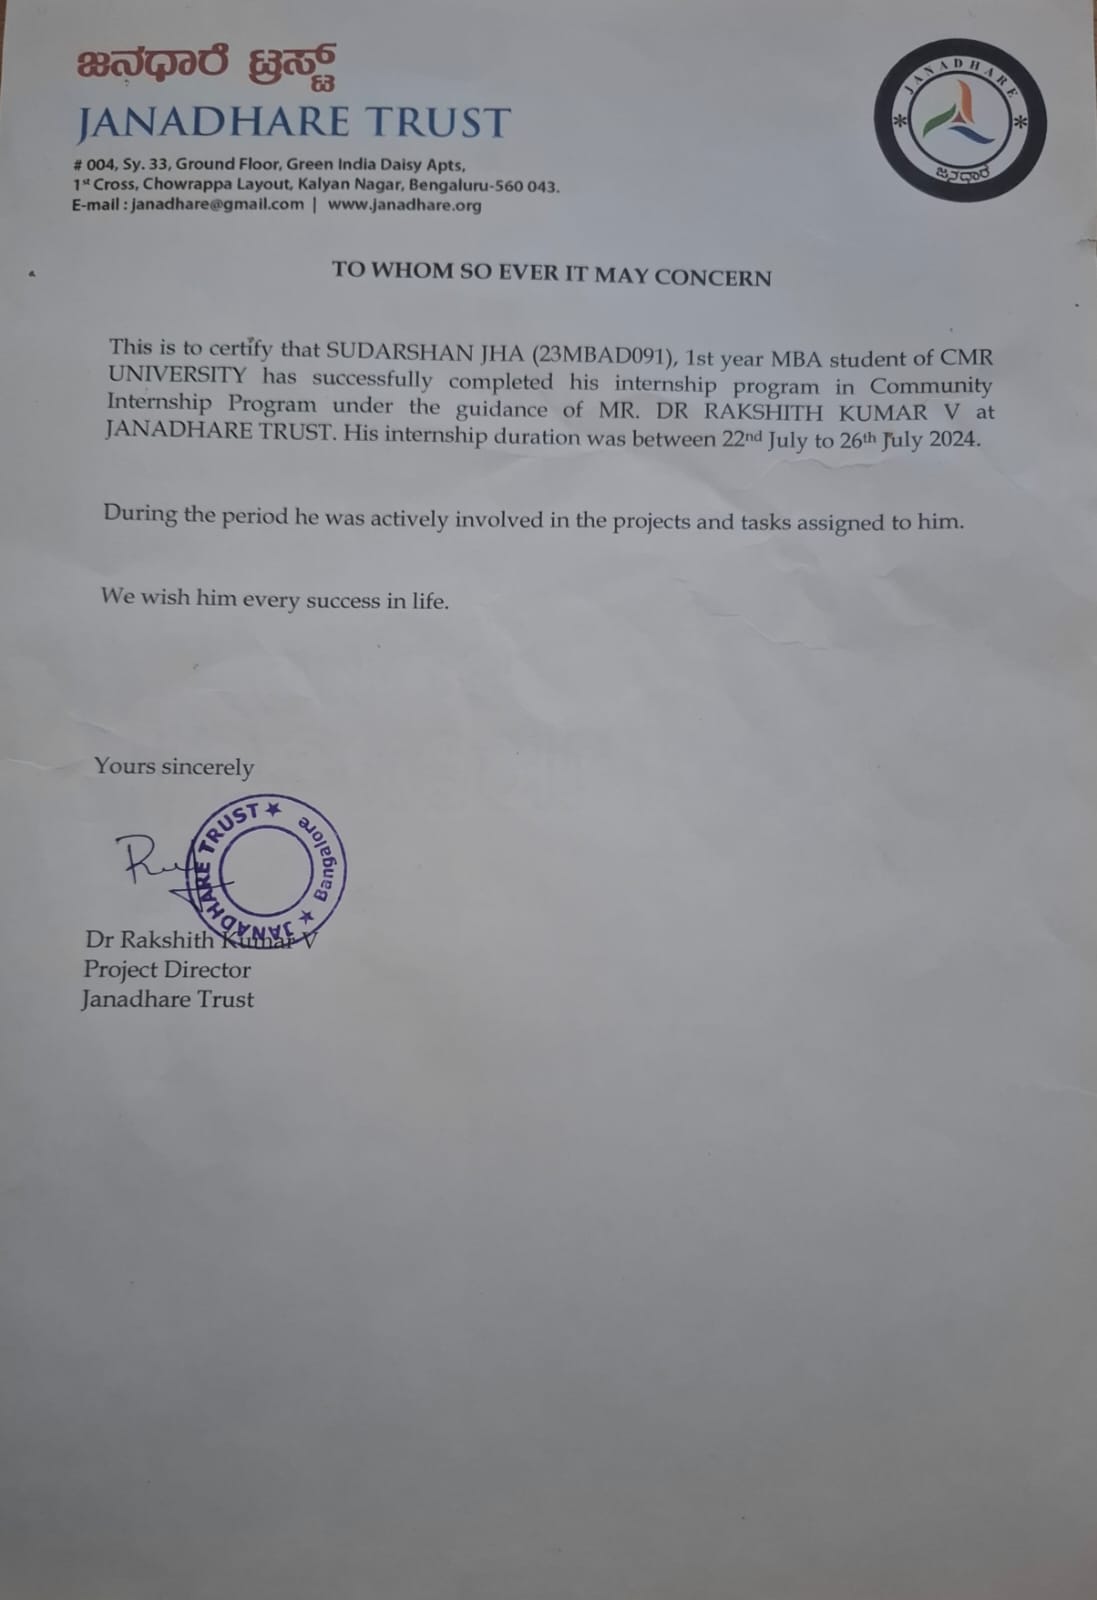 ಜನಧಾರೆ ಟ್ರಸ್ಟ್
JANADHARE TRUST
# 004, Sy. 33, Ground Floor, Green India Daisy Apts,
1st Cross, Chowrappa Layout, Kalyan Nagar, Bengaluru-560 043.
E-mail : janadhare@gmail.com | www.janadhare.org
JANADHARE
ಜನಧಾರೆ
TO WHOM SO EVER IT MAY CONCERN
This is to certify that SUDARSHAN JHA (23MBAD091), 1st year MBA student of CMR
UNIVERSITY has successfully completed his internship program in Community
Internship Program under the guidance of MR. DR RAKSHITH KUMAR V at
JANADHARE TRUST. His internship duration was between 22nd July to 26th July 2024.
During the period he was actively involved in the projects and tasks assigned to him.
We wish him every success in life.
Yours sincerely
JANADHARE TRUST ★ Bangalore ★
Dr Rakshith Kumar V
Project Director
Janadhare Trust